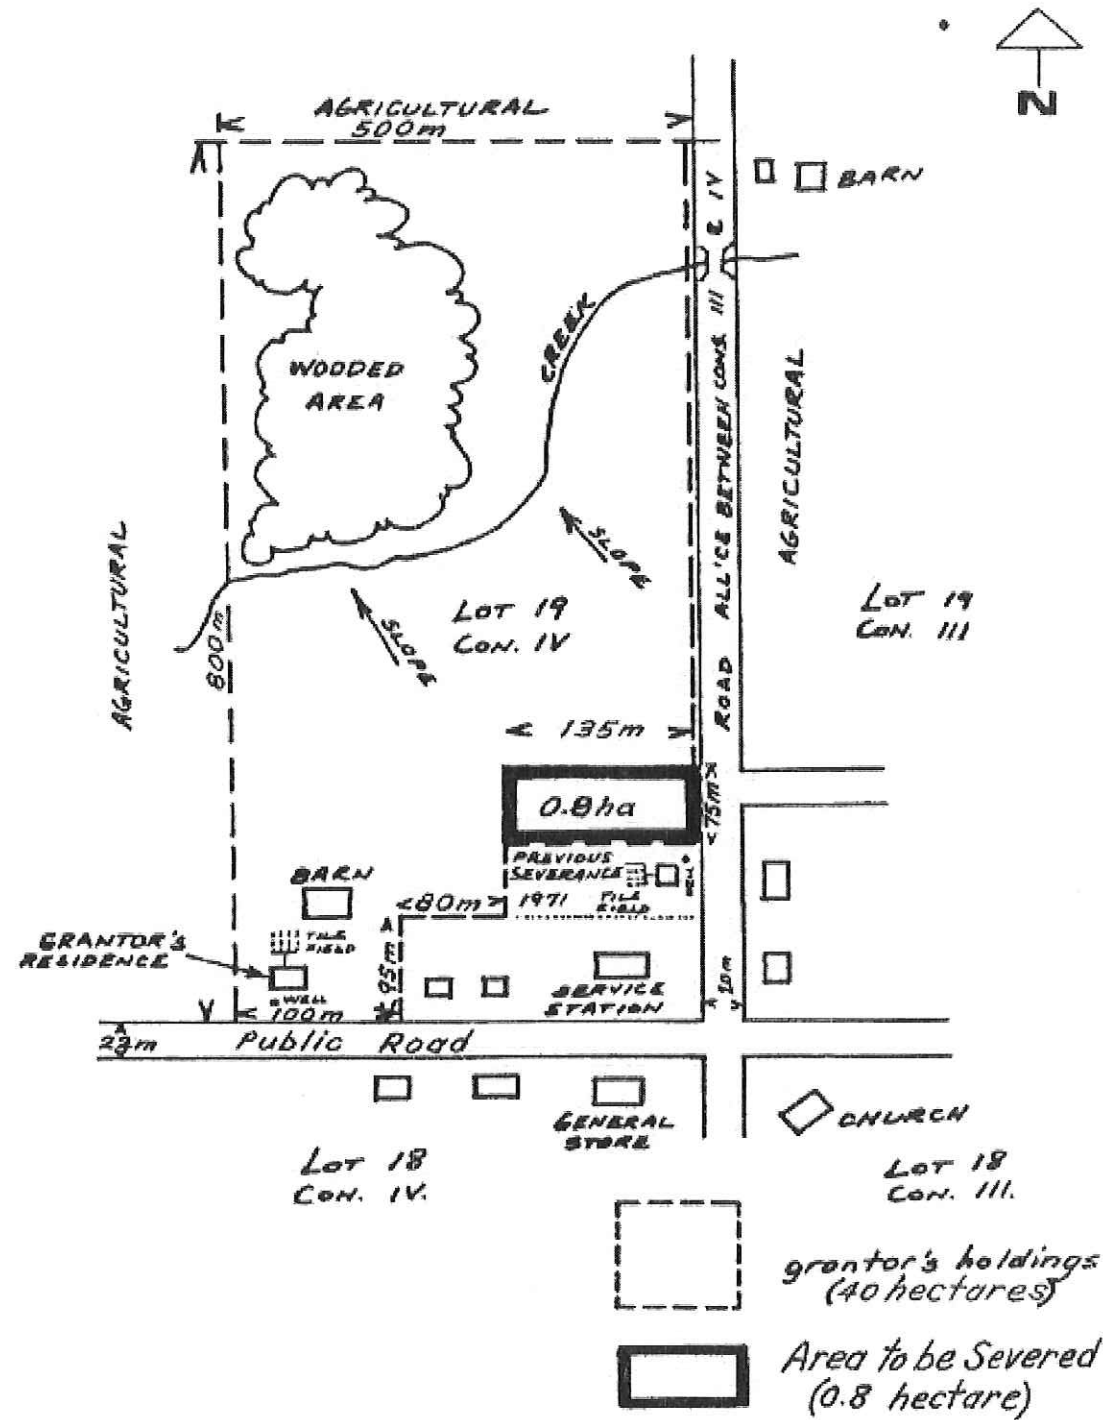 N
AGRICULTURAL
500m
BARN
ROAD ALL'CE BETWEEN CONS III & IV
CREEK
WOODED
AREA
AGRICULTURAL
SLOPE
AGRICULTURAL
800m
SLOPE
LOT 19
CON. IV
LOT 19
CON. III
135m
0.8ha
75m
PREVIOUS
SEVERANCE
1971
TILE
FIELD
WELL
BARN
80m
TILE
FIELD
GRANTOR'S
RESIDENCE
95m
WELL
100m
SERVICE
STATION
20m
Public Road
GENERAL
STORE
CHURCH
LOT 18
CON. IV.
LOT 18
CON. III.
grantor's holdings
(40 hectares)
Area to be Severed
(0.8 hectare)